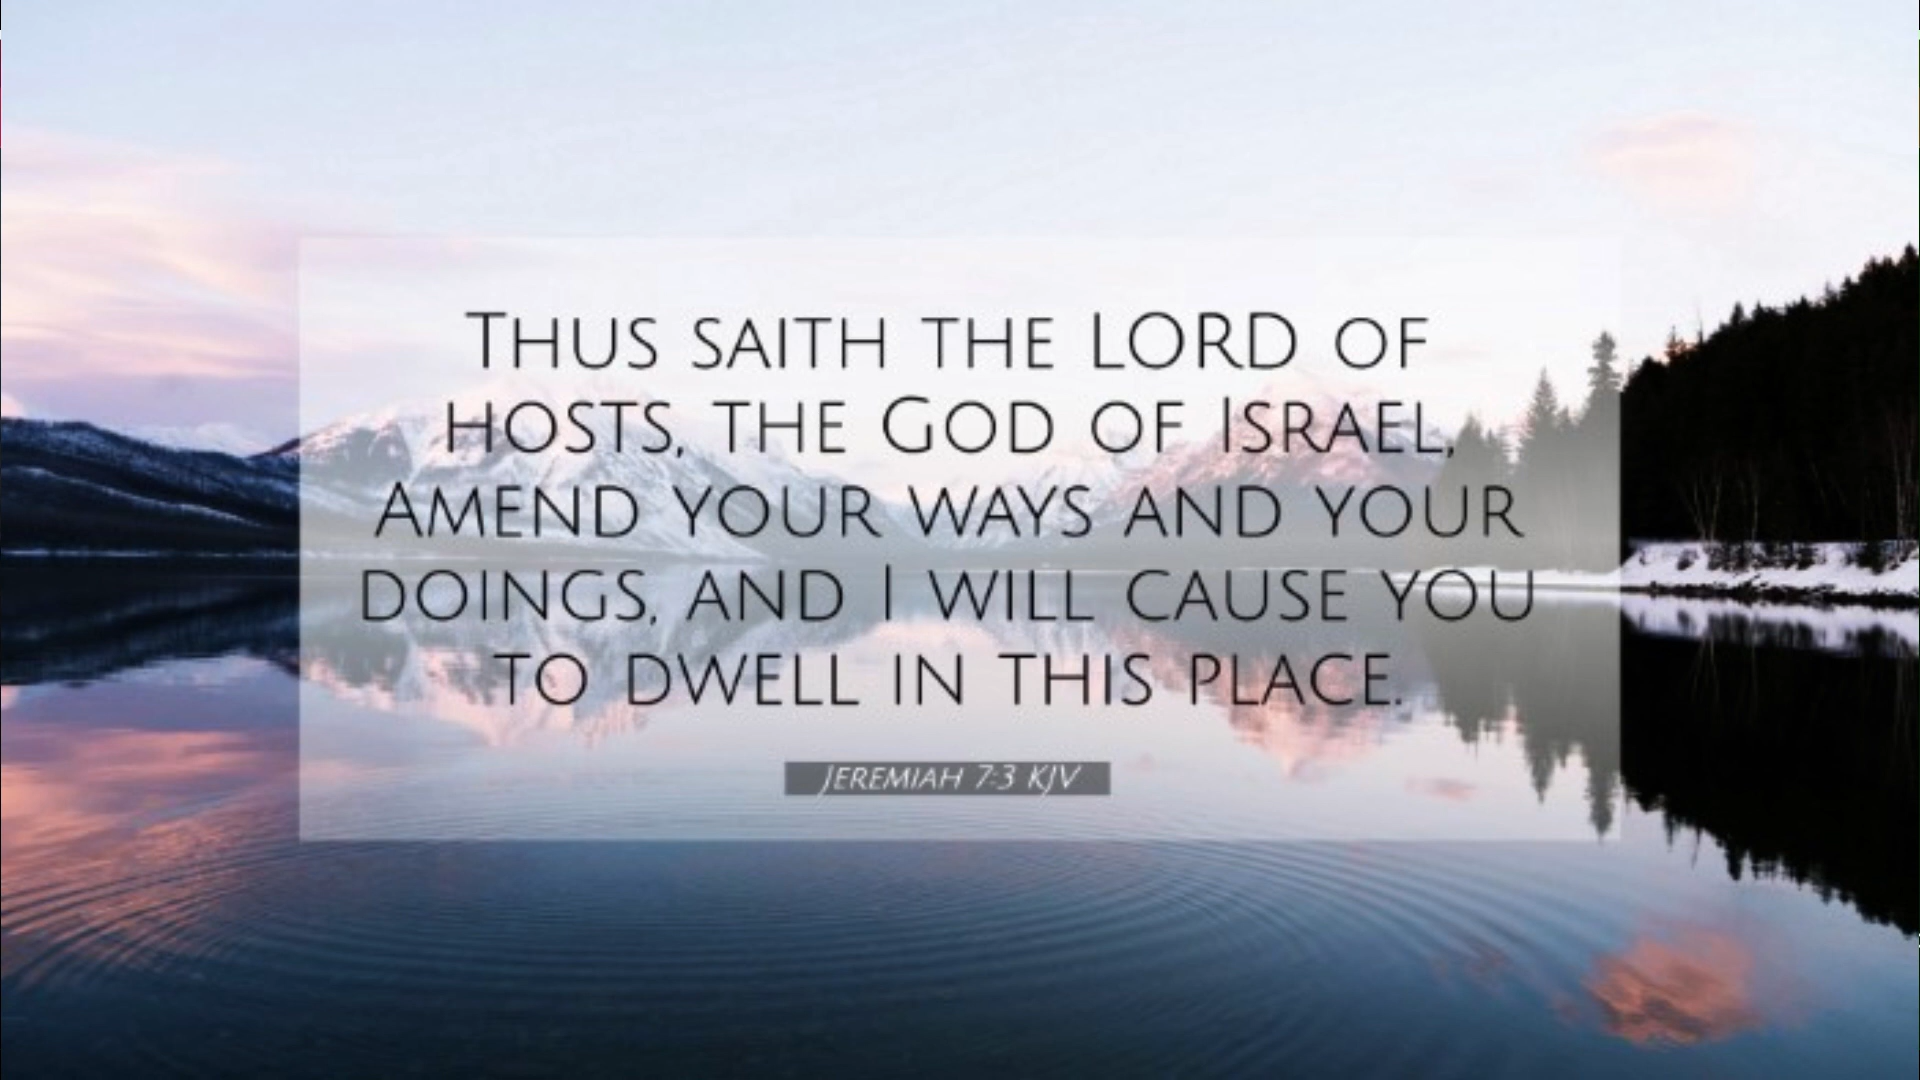 Thus saith the LORD of
hosts, the God of Israel,
Amend your ways and your
doings, and I will cause you
to dwell in this place.
Jeremiah 7:3 KJV